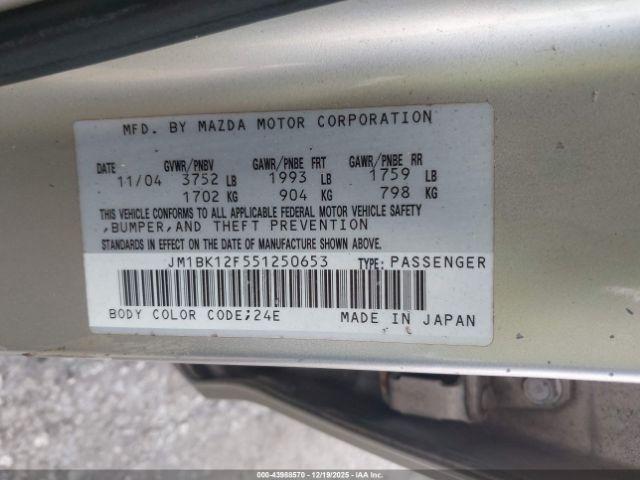 MFD. BY MAZDA MOTOR CORPORATION
DATE GVWR/PNBV GAWR/PNBE FRT GAWR/PNBE RR
11/04 3752 LB 1993 LB 1759 LB
1702 KG 904 KG 798 KG
THIS VEHICLE CONFORMS TO ALL APPLICABLE FEDERAL MOTOR VEHICLE SAFETY
,BUMPER,AND THEFT PREVENTION
STANDARDS IN EFFECT ON THE DATE OF MANUFACTURE SHOWN ABOVE.
JM1BK12F551250653 TYPE: PASSENGER
BODY COLOR CODE;24E MADE IN JAPAN
000-43988570 - 12/19/2025 - IAAI.COM